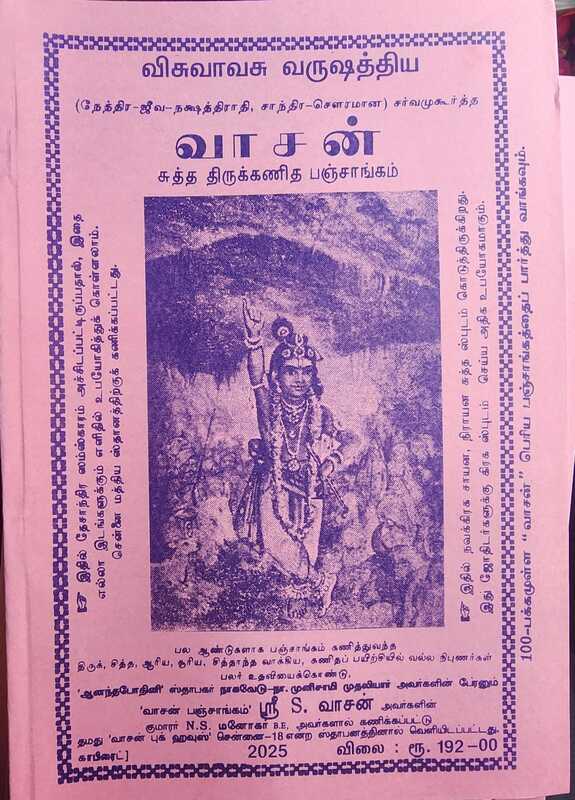 விசுவாவசு வருஷத்திய
(நேத்திர-ஜீவ-நக்ஷத்திராதி, சாந்திர-சௌரமான) சர்வமுகூர்த்த
வாசன்
சுத்த திருக்கணித பஞ்சாங்கம்
☞ இதில் தேசாந்திர ஸம்ஸ்காரம் அச்சிடப்பட்டிருப்பதால், இதை
எல்லா இடங்களுக்கும் எளிதில் உபயோகித்துக் கொள்ளலாம்.
சென்னை மத்திய ஸ்தானத்திற்குக் கணிக்கப்பட்டது.
☞ இதில் நவக்கிரக சாயன, நிராயன சுத்த ஸ்புடம் கொடுத்திருக்கிறது.
இது ஜோதிடர்களுக்கு கிரக ஸ்புடம் செய்ய அதிக உபயோகமாகும்.
100-பக்கமுள்ள "வாசன்" பெரிய பஞ்சாங்கத்தைப் பார்த்து வாங்கவும்.
பல ஆண்டுகளாக பஞ்சாங்கம் கணித்துவந்த
திருக், சித்த, ஆரிய, சூரிய, சித்தாந்த வாக்கிய, கணிதப் பயிற்சியில் வல்ல நிபுணர்கள்
பலர் உதவியைக்கொண்டு,
'ஆனந்தபோதினி' ஸ்தாபகர் நாகவேடு-நா. முனிசாமி முதலியார் அவர்களின் பேரனும்
'வாசன் பஞ்சாங்கம்' ஸ்ரீ S. வாசன் அவர்களின்
குமாரர் N.S. மனோகர் B.E, அவர்களால் கணிக்கப்பட்டு
தமது 'வாசன் புக் ஹவுஸ்' சென்னை-18 என்ற ஸ்தாபனத்தினால் வெளியிடப்பட்டது.
காபிரைட்] 2025 விலை : ரூ. 192-00